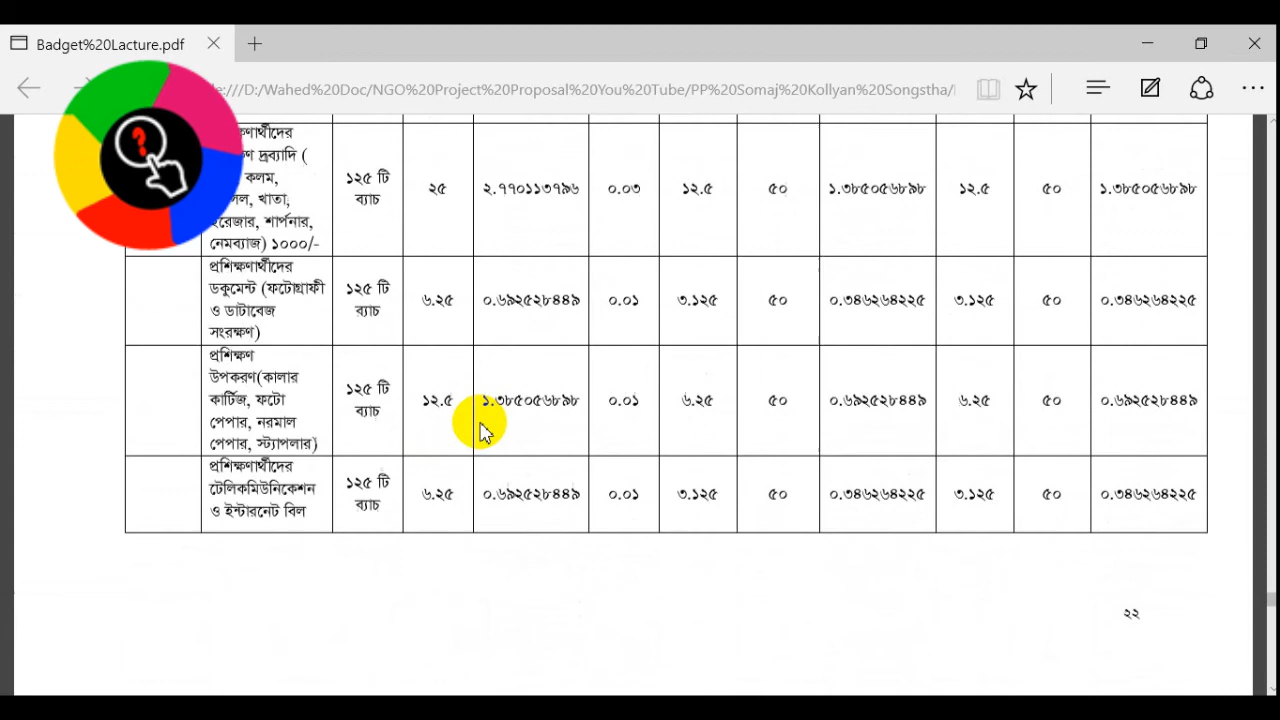 Badget%20Lacture.pdf
e:///D:/Wahed%20Doc/NGO%20Project%20Proposal%20You%20Tube/PP%20Somaj%20Kollyan%20Songstha/
দ্রব্যাদি (
কলম,
খাতা,
শার্পনার,
নেমব্যাজ) ১০০০/-
১২৫ টি
ব্যাচ
২৫
২.৭৭০১১৩৭৯৬
০.০৩
১২.৫
৫০
১.৩৮৫০৫৬৮৯৮
১২.৫
৫০
১.৩৮৫০৫৬৮৯৮
প্রশিক্ষণার্থীদের
ডকুমেন্ট (ফটোগ্রাফী
ও ডাটাবেজ
সংরক্ষণ)
১২৫ টি
ব্যাচ
৬.২৫
০.৬৯২৫২৮৪৪৯
০.০১
৩.১২৫
৫০
০.৩৪৬২৬৪২২৫
৩.১২৫
৫০
০.৩৪৬২৬৪২২৫
প্রশিক্ষণ
উপকরণ(কালার
কার্টিজ, ফটো
পেপার, নরমাল
পেপার, স্ট্যাপলার)
১২৫ টি
ব্যাচ
১২.৫
১.৩৮৫০৫৬৮৯৮
০.০১
৬.২৫
৫০
০.৬৯২৫২৮৪৪৯
৬.২৫
৫০
০.৬৯২৫২৮৪৪৯
প্রশিক্ষণার্থীদের
টেলিকমিউনিকেশন
ও ইন্টারনেট বিল
১২৫ টি
ব্যাচ
৬.২৫
০.৬৯২৫২৮৪৪৯
০.০১
৩.১২৫
৫০
০.৩৪৬২৬৪২২৫
৩.১২৫
৫০
০.৩৪৬২৬৪২২৫
২২